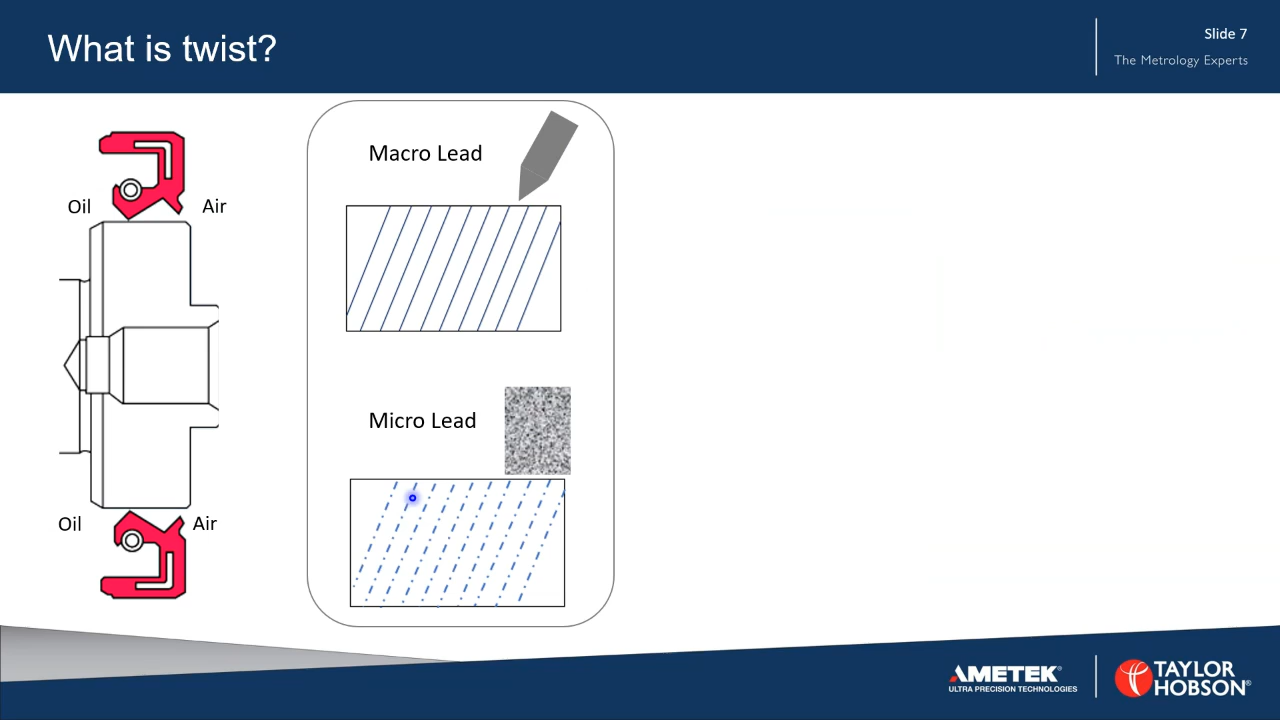 What is twist?
Slide 7
The Metrology Experts
Macro Lead
Oil
Air
Micro Lead
Oil
Air
AMETEK®
ULTRA PRECISION TECHNOLOGIES
TAYLOR
HOBSON®